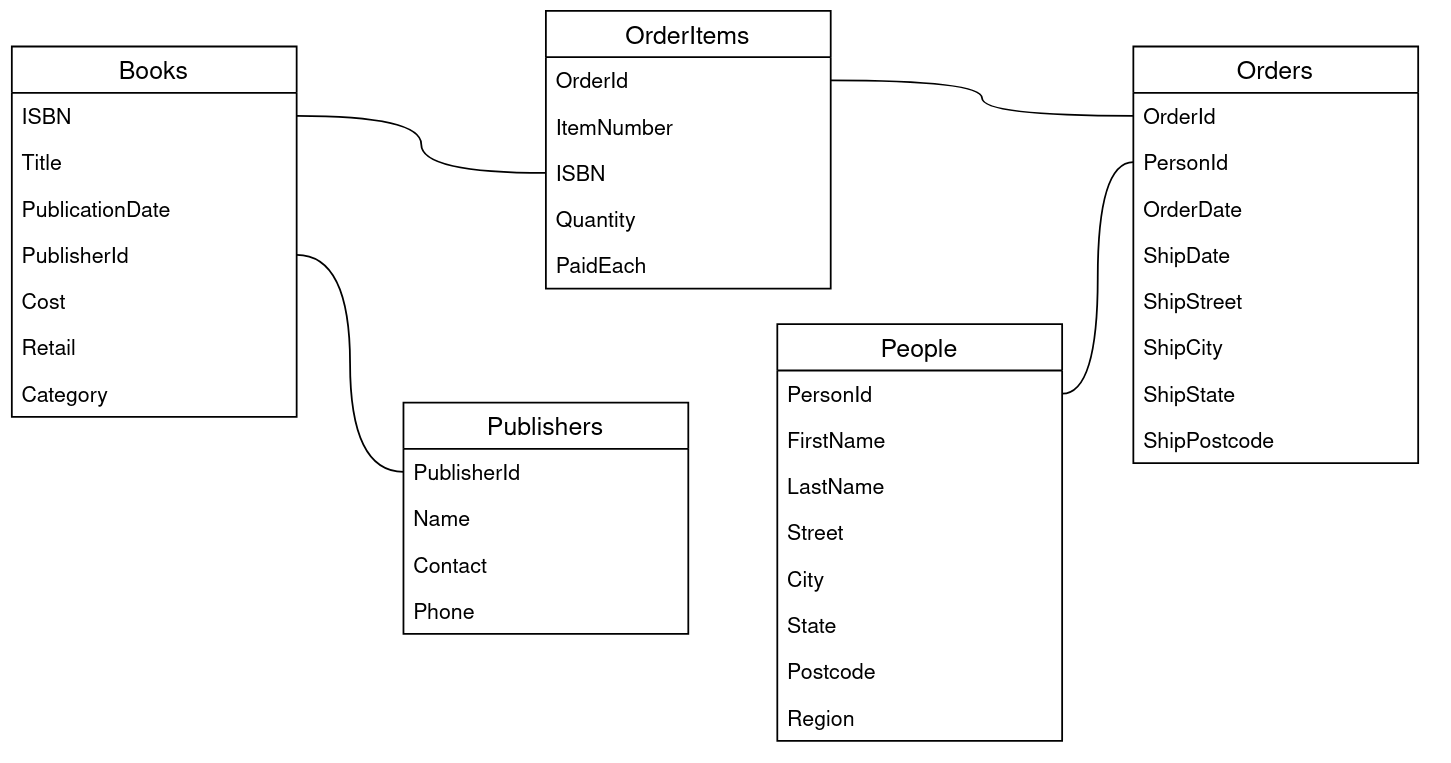 Books
ISBN
Title
PublicationDate
PublisherId
Cost
Retail
Category
OrderItems
OrderId
ItemNumber
ISBN
Quantity
PaidEach
Orders
OrderId
PersonId
OrderDate
ShipDate
ShipStreet
ShipCity
ShipState
ShipPostcode
Publishers
PublisherId
Name
Contact
Phone
People
PersonId
FirstName
LastName
Street
City
State
Postcode
Region